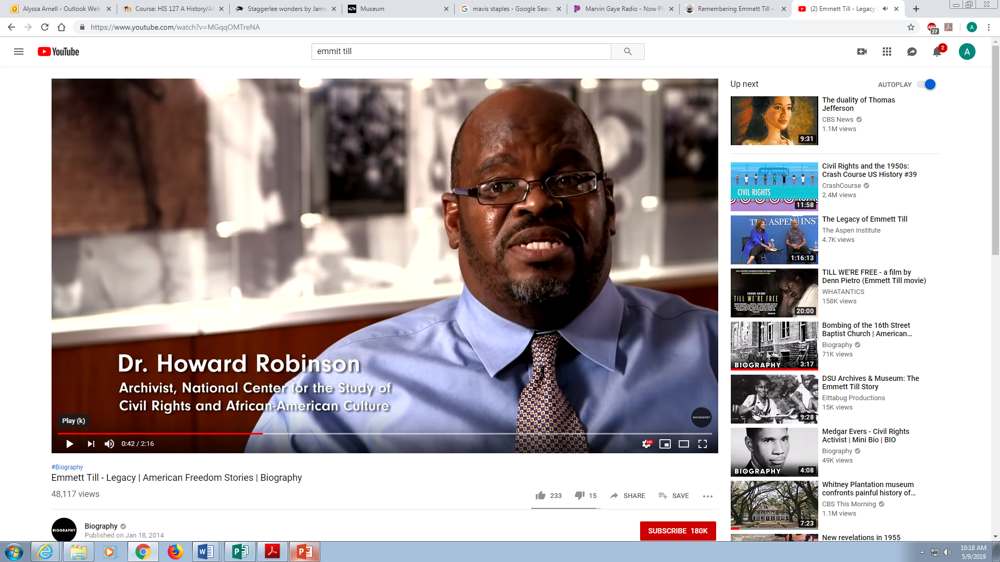 Alyssa Arnell - Outlook Web
Course: HIS 127 A History/Af
Staggerlee wonders by Jame
Museum
mavis staples - Google Searc
Marvin Gaye Radio - Now Pl
Remembering Emmett Till –
(2) Emmett Till - Legacy
https://www.youtube.com/watch?v=MGqqOMTreNA
ABP
27
A
YouTube
emmit till
2
A
Dr. Howard Robinson
Archivist, National Center for the Study of
Civil Rights and African-American Culture
BIOGRAPHY
Play (k)
0:42 / 2:16
HD
#Biography
Emmett Till - Legacy | American Freedom Stories | Biography
48,117 views
233
15
SHARE
SAVE
BIOGRAPHY
Biography
Published on Jan 18, 2014
SUBSCRIBE 180K
Up next
AUTOPLAY
9:31
The duality of Thomas
Jefferson
CBS News
1.1M views
CIVIL RIGHTS
11:58
Civil Rights and the 1950s:
Crash Course US History #39
CrashCourse
2.4M views
THE ASPEN INST
1:16:13
The Legacy of Emmett Till
The Aspen Institute
4.7K views
TILL WE'RE FREE
20:00
TILL WE'RE FREE - a film by
Denn Pietro (Emmett Till movie)
WHATANTICS
158K views
BIOGRAPHY
3:17
Bombing of the 16th Street
Baptist Church | American...
Biography
71K views
9:28
DSU Archives & Museum: The
Emmett Till Story
Eittabug Productions
15K views
BIOGRAPHY
4:08
Medgar Evers - Civil Rights
Activist | Mini Bio | BIO
Biography
49K views
7:23
Whitney Plantation museum
confronts painful history of...
CBS This Morning
1.1M views
New revelations in 1955
10:18 AM
5/9/2019